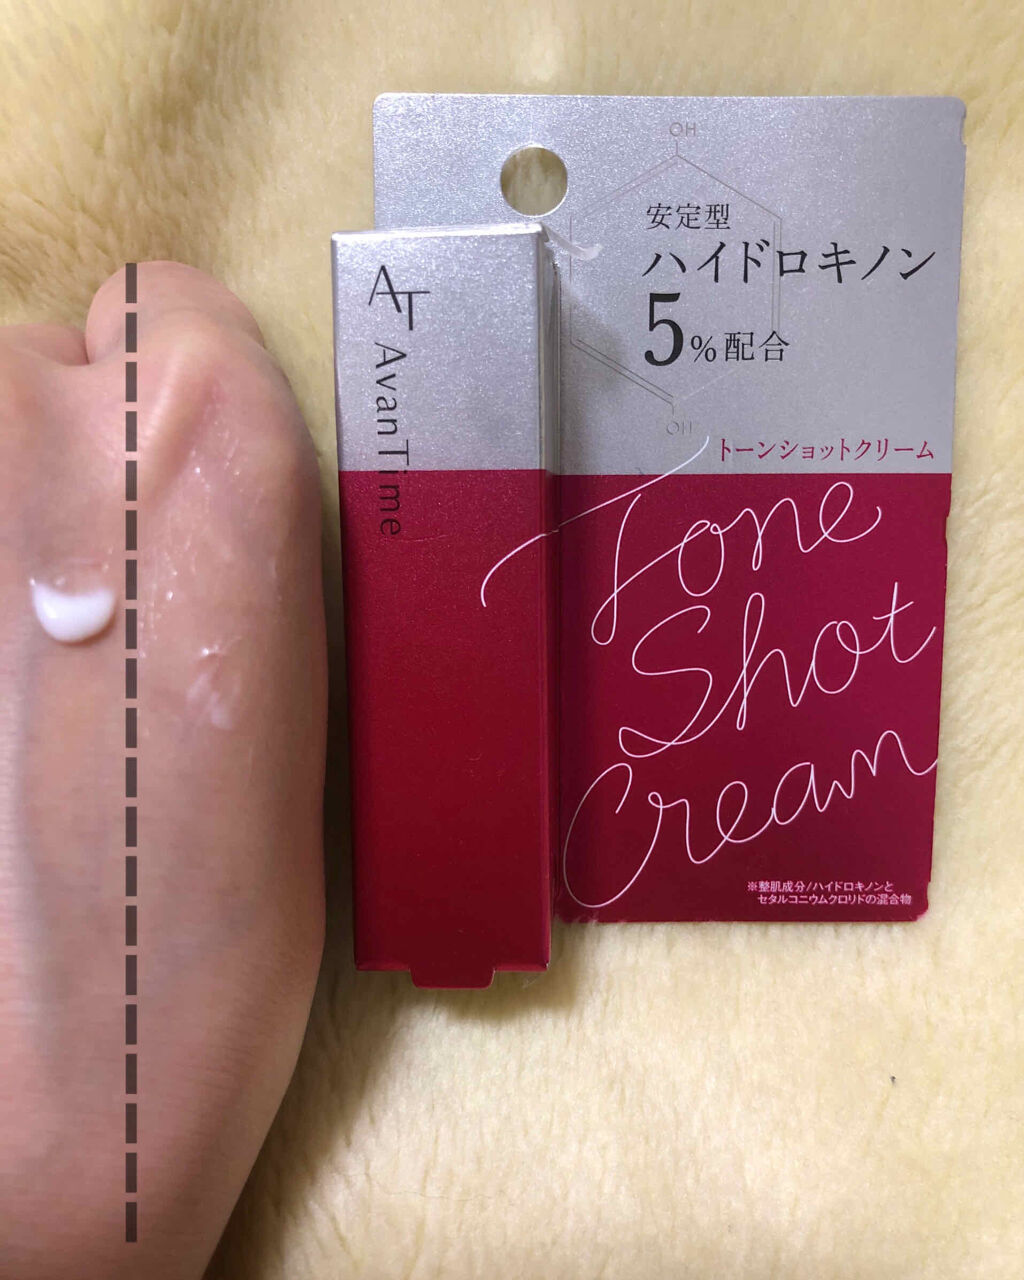 AT AvanTime
OH
安定型
ハイドロキノン
5%配合
OH
トーンショットクリーム
Tone
Shot
Cream
※整肌成分/ハイドロキノンと
セタルコニウムクロリドの混合物